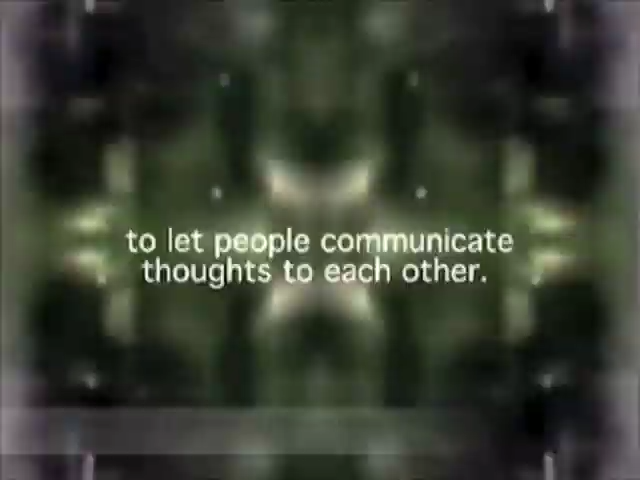 to let people communicate
thoughts to each other.